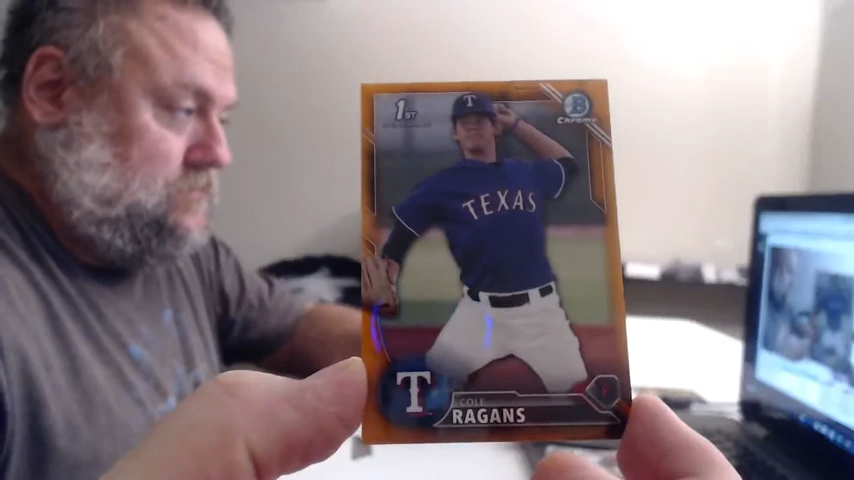 1ST
B
Chrome
T
TEXAS
T
COLE
RAGANS
P